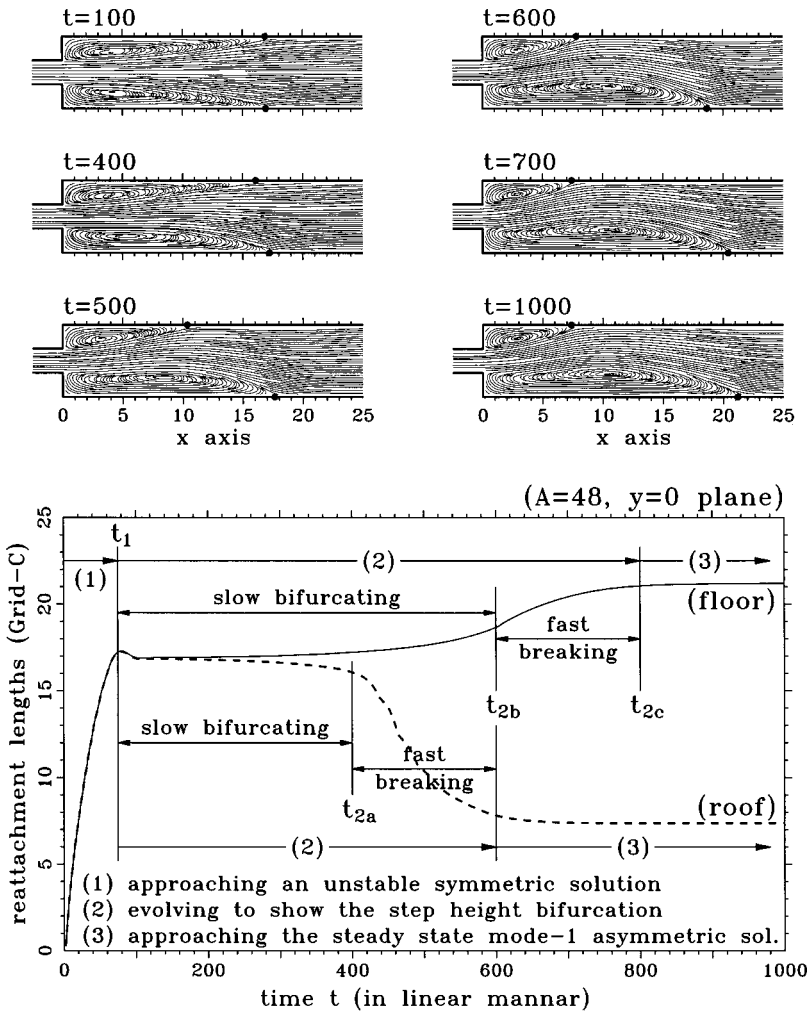 t=100
t=600
t=400
t=700
t=500
t=1000
0 5 10 15 20 25
x axis
0 5 10 15 20 25
x axis
(A=48, y=0 plane)
reattachment lengths (Grid-C)
25
20
15
10
5
0
t1
(1)
(2)
(3)
slow bifurcating
(floor)
fast
breaking
t2b
t2c
slow bifurcating
fast
breaking
t2a
(roof)
(2)
(3)
(1) approaching an unstable symmetric solution
(2) evolving to show the step height bifurcation
(3) approaching the steady state mode-1 asymmetric sol.
0 200 400 600 800 1000
time t (in linear mannar)